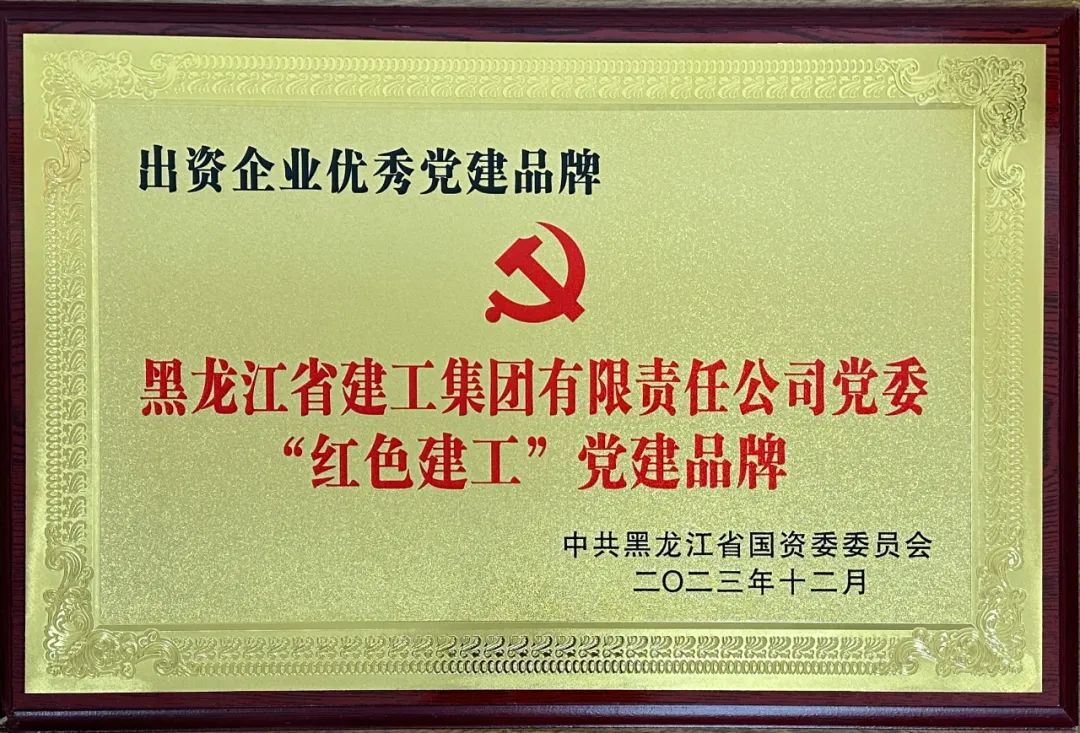 出资企业优秀党建品牌
黑龙江省建工集团有限责任公司党委
“红色建工”党建品牌
中共黑龙江省国资委委员会
二〇二三年十二月